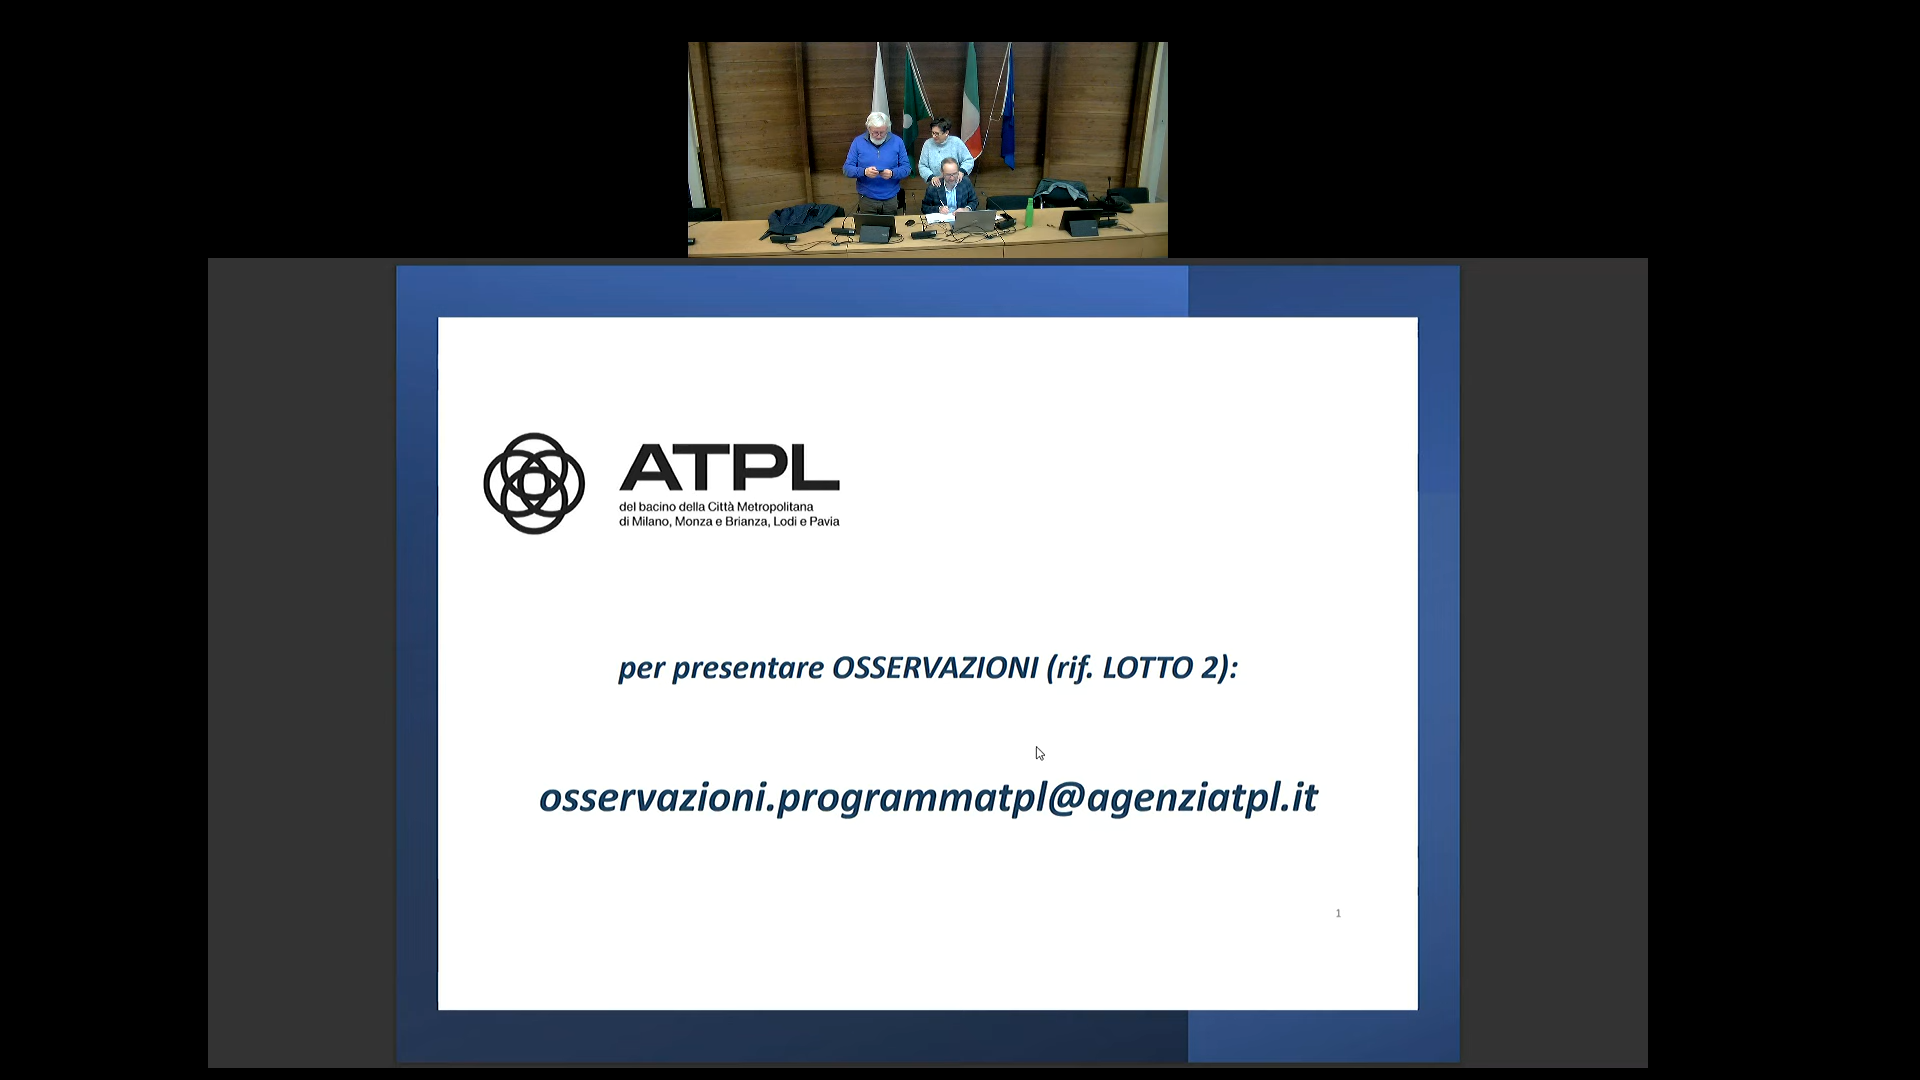 ATPL
del bacino della Città Metropolitana
di Milano, Monza e Brianza, Lodi e Pavia
per presentare OSSERVAZIONI (rif. LOTTO 2):
osservazioni.programmatpl@agenziatpl.it
1